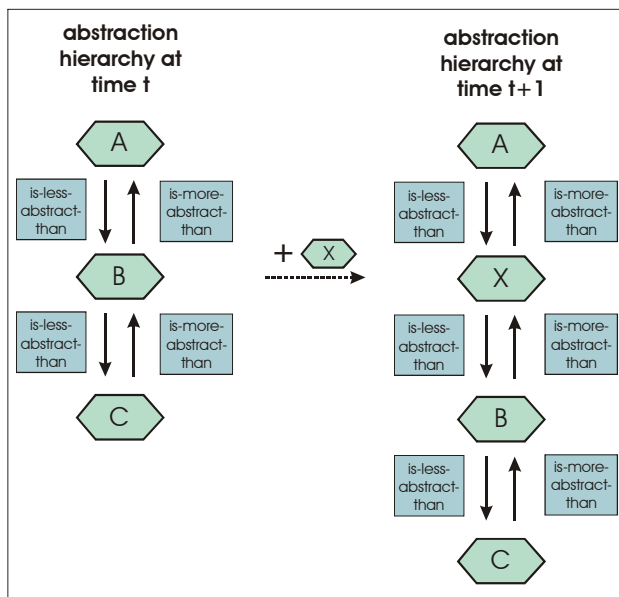 abstraction
hierarchy at
time t
A
is-less-
abstract-
than
is-more-
abstract-
than
B
is-less-
abstract-
than
is-more-
abstract-
than
C
+ X
abstraction
hierarchy at
time t+1
A
is-less-
abstract-
than
is-more-
abstract-
than
X
is-less-
abstract-
than
is-more-
abstract-
than
B
is-less-
abstract-
than
is-more-
abstract-
than
C